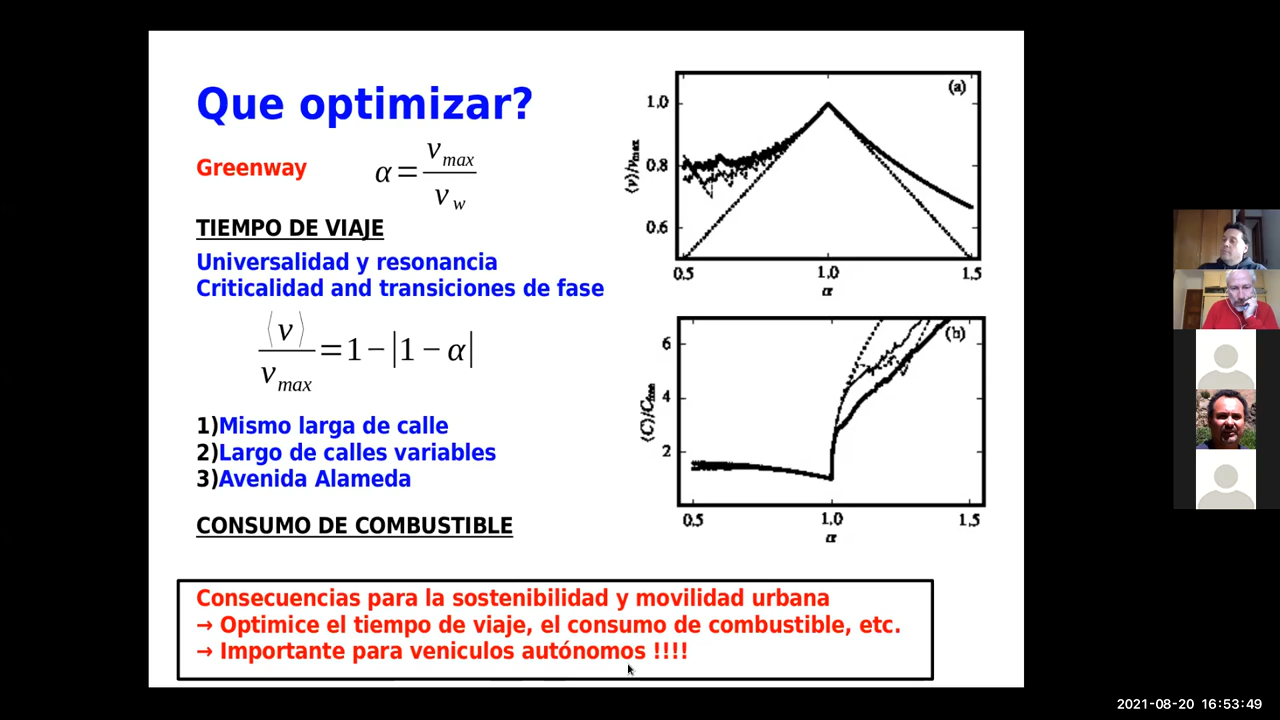 Que optimizar?
Greenway
α = v_max / v_w
TIEMPO DE VIAJE
Universalidad y resonancia
Criticalidad and transiciones de fase
⟨v⟩ / v_max = 1 − |1 − α|
1)Mismo larga de calle
2)Largo de calles variables
3)Avenida Alameda
CONSUMO DE COMBUSTIBLE
(a)
1.0
0.8
0.6
⟨v⟩/v_max
0.5 1.0 1.5
α
(b)
6
4
2
⟨C⟩/C_free
0.5 1.0 1.5
α
Consecuencias para la sostenibilidad y movilidad urbana
→ Optimice el tiempo de viaje, el consumo de combustible, etc.
→ Importante para veniculos autónomos !!!!
2021-08-20 16:53:49